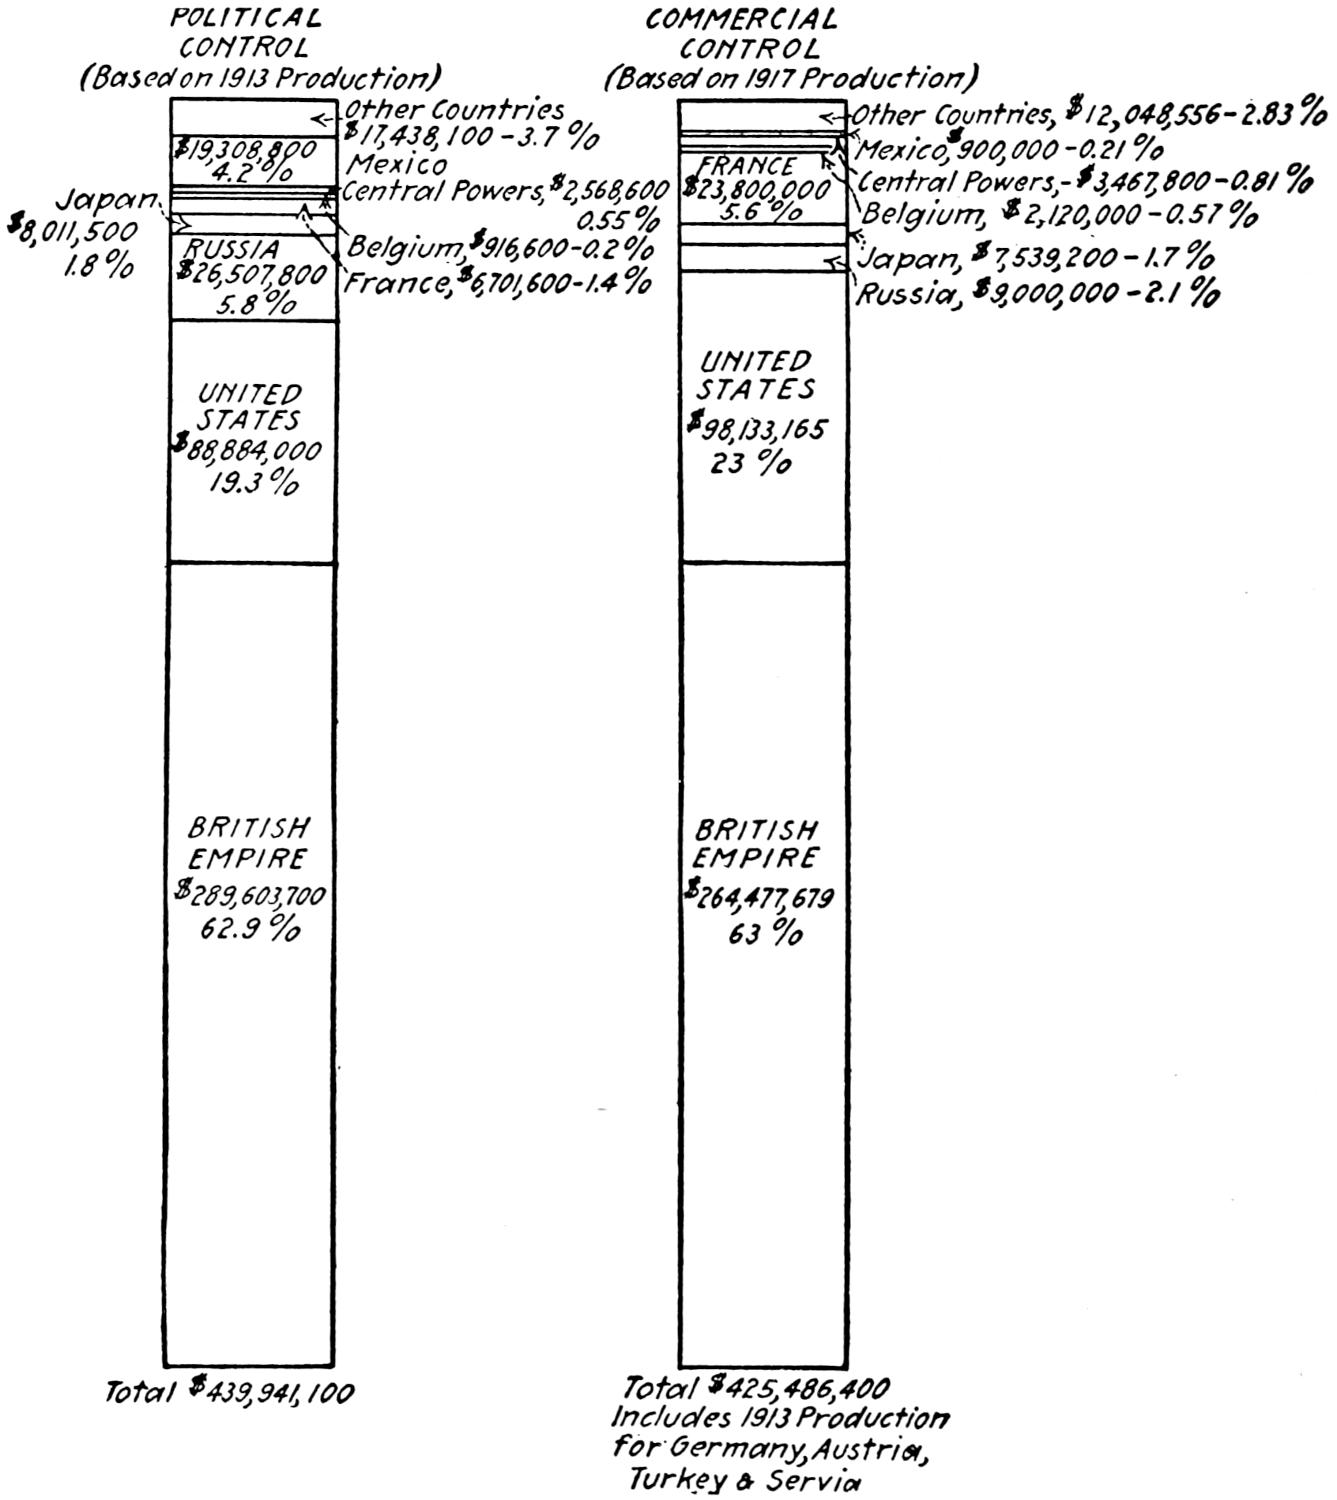 POLITICAL
CONTROL
(Based on 1913 Production)
Other Countries
$17,438,100-3.7%
$19,308,800
4.2%
Mexico
Central Powers, $2,568,600
0.55%
Japan
$8,011,500
1.8%
Belgium, $916,600-0.2%
France, $6,701,600-1.4%
RUSSIA
$26,507,800
5.8%
UNITED
STATES
$88,884,000
19.3%
BRITISH
EMPIRE
$289,603,700
62.9%
Total $439,941,100
COMMERCIAL
CONTROL
(Based on 1917 Production)
Other Countries, $12,048,556-2.83%
Mexico, $900,000-0.21%
Central Powers,-$3,467,800-0.81%
Belgium, $2,120,000-0.57%
FRANCE
$23,800,000
5.6%
Japan, $7,539,200-1.7%
Russia, $9,000,000-2.1%
UNITED
STATES
$98,133,165
23%
BRITISH
EMPIRE
$264,477,679
63%
Total $425,486,400
Includes 1913 Production
for Germany, Austria,
Turkey & Servia